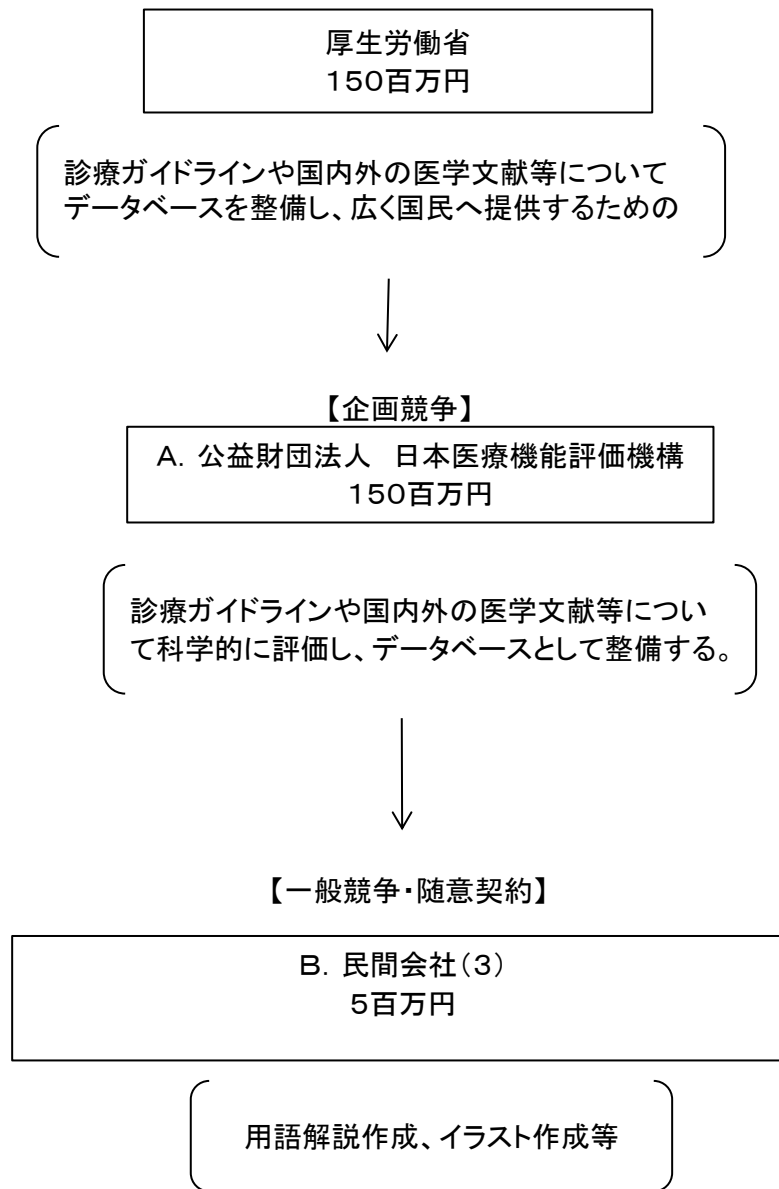 厚生労働省
150百万円
診療ガイドラインや国内外の医学文献等について
データベースを整備し、広く国民へ提供するための
【企画競争】
A. 公益財団法人 日本医療機能評価機構
150百万円
診療ガイドラインや国内外の医学文献等につい
て科学的に評価し、データベースとして整備する。
【一般競争・随意契約】
B. 民間会社(3)
5百万円
用語解説作成、イラスト作成等